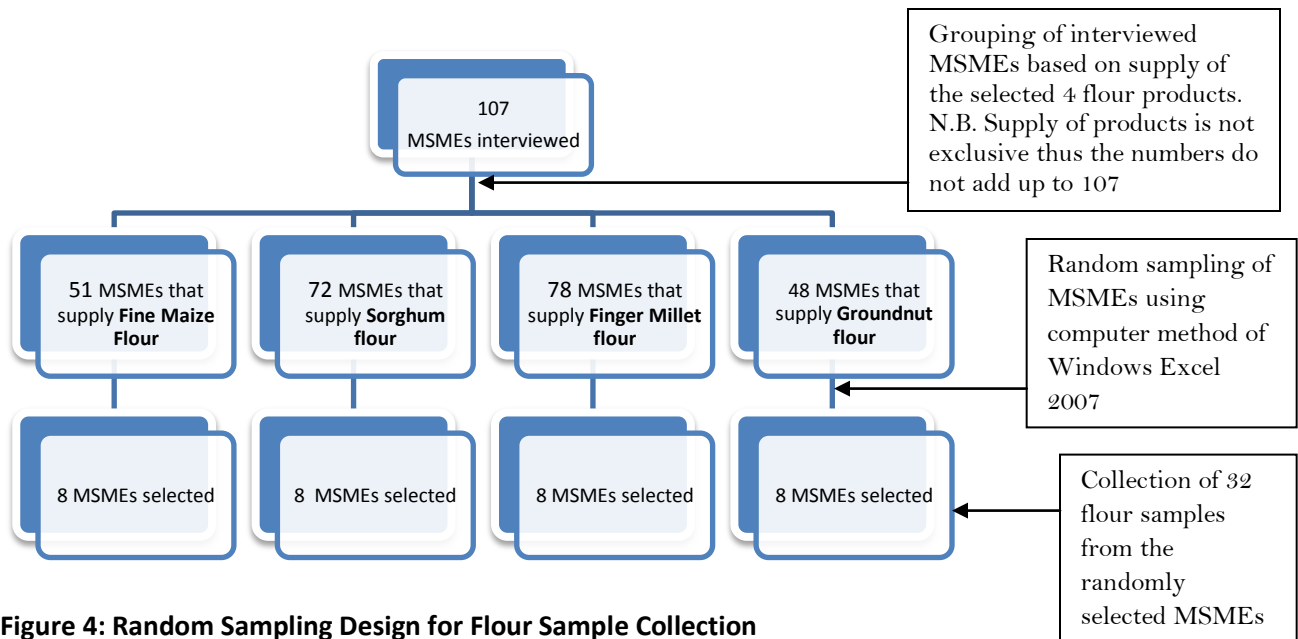 107
MSMEs interviewed
Grouping of interviewed
MSMEs based on supply of
the selected 4 flour products.
N.B. Supply of products is not
exclusive thus the numbers do
not add up to 107
51 MSMEs that
supply Fine Maize
Flour
72 MSMEs that
supply Sorghum
flour
78 MSMEs that
supply Finger Millet
flour
48 MSMEs that
supply Groundnut
flour
Random sampling of
MSMEs using
computer method of
Windows Excel
2007
8 MSMEs selected
8 MSMEs selected
8 MSMEs selected
8 MSMEs selected
Collection of 32
flour samples
from the
randomly
selected MSMEs
Figure 4: Random Sampling Design for Flour Sample Collection